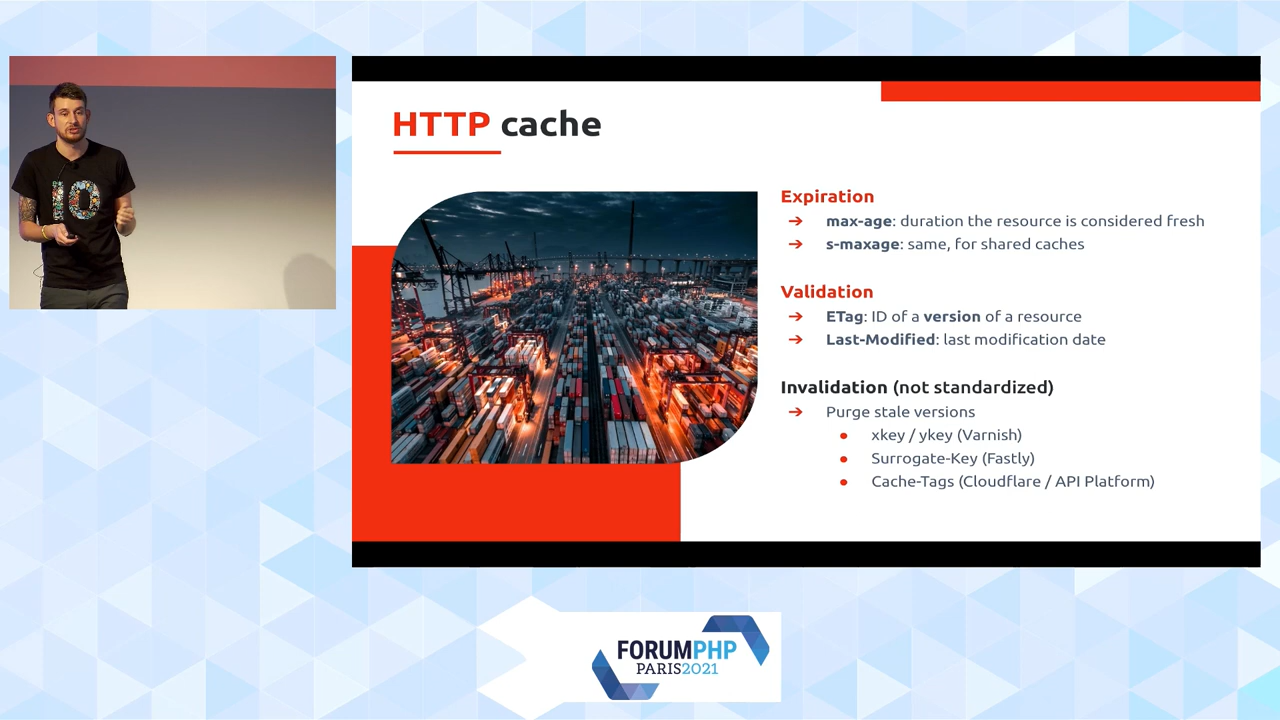 HTTP cache
Expiration
➔ max-age: duration the resource is considered fresh
➔ s-maxage: same, for shared caches
Validation
➔ ETag: ID of a version of a resource
➔ Last-Modified: last modification date
Invalidation (not standardized)
➔ Purge stale versions
● xkey / ykey (Varnish)
● Surrogate-Key (Fastly)
● Cache-Tags (Cloudflare / API Platform)
10
FORUMPHP
PARIS2021